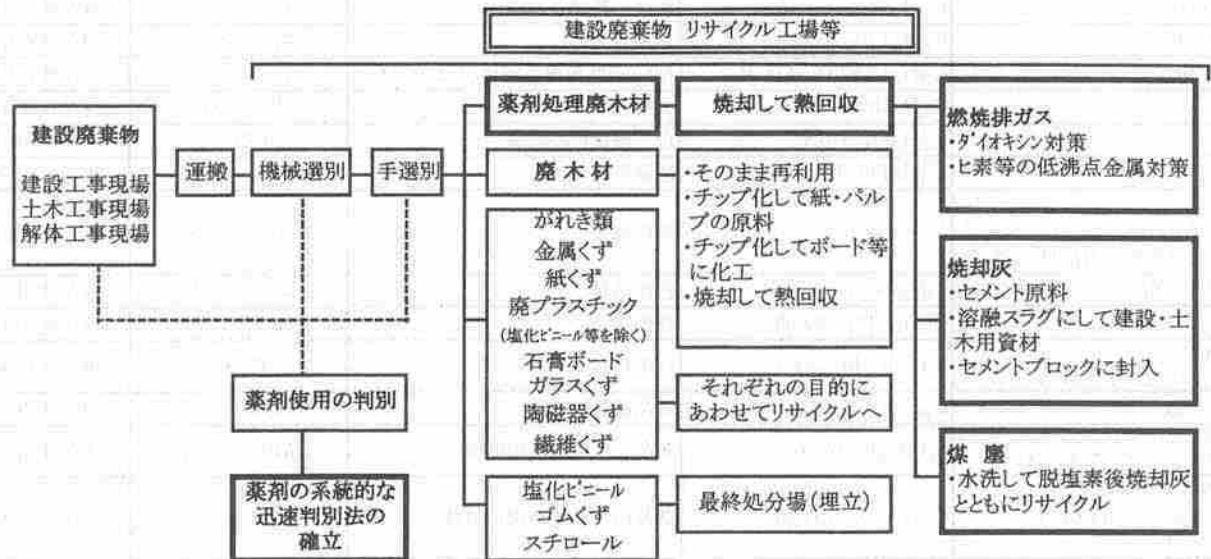 建設廃棄物 リサイクル工場等
建設廃棄物
建設工事現場
土木工事現場
解体工事現場
運搬
機械選別
手選別
薬剤使用の判別
薬剤の系統的な
迅速判別法の
確立
薬剤処理廃木材
焼却して熱回収
廃木材
・そのまま再利用
・チップ化して紙・パル
プの原料
・チップ化してボード等
に化工
・焼却して熱回収
がれき類
金属くず
紙くず
廃プラスチック
(塩化ビニール等を除く)
石膏ボード
ガラスくず
陶磁器くず
繊維くず
それぞれの目的に
あわせてリサイクルへ
塩化ビニール
ゴムくず
スチロール
最終処分場(埋立)
燃焼排ガス
・ダイオキシン対策
・ヒ素等の低沸点金属対策
焼却灰
・セメント原料
・溶融スラグにして建設・土
木用資材
・セメントブロックに封入
煤 塵
・水洗して脱塩素後焼却灰
とともにリサイクル